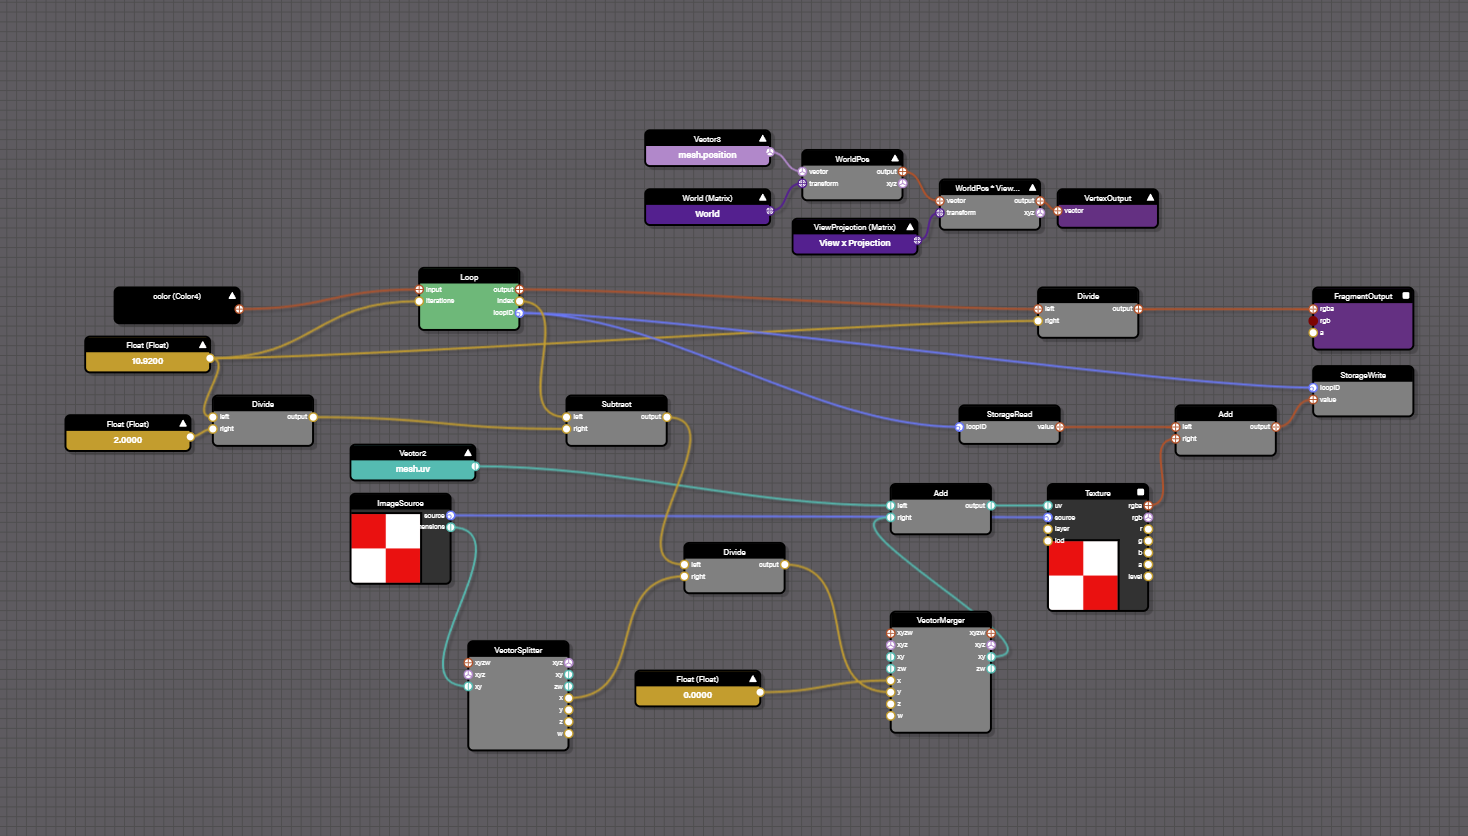 Vector3
mesh.position
World (Matrix)
World
WorldPos
vector output
transform xyz
ViewProjection (Matrix)
View x Projection
WorldPos * View...
vector output
transform xyz
VertexOutput
vector
color (Color4)
Float (Float)
10.9200
Float (Float)
2.0000
Loop
input output
iterations index
loopID
Divide
left output
right
Divide
left output
right
FragmentOutput
rgba
rgb
a
StorageWrite
loopID
value
Subtract
left output
right
StorageRead
loopID value
Add
left output
right
Vector2
mesh.uv
ImageSource
source
mensions
Add
left output
right
Texture
uv rgba
source rgb
layer r
lod g
b
a
level
Divide
left output
right
VectorSplitter
xyzw xyz
xyz xy
xy zw
x
y
z
w
Float (Float)
0.0000
VectorMerger
xyzw xyzw
xyz xyz
xy xy
zw zw
x
y
z
w